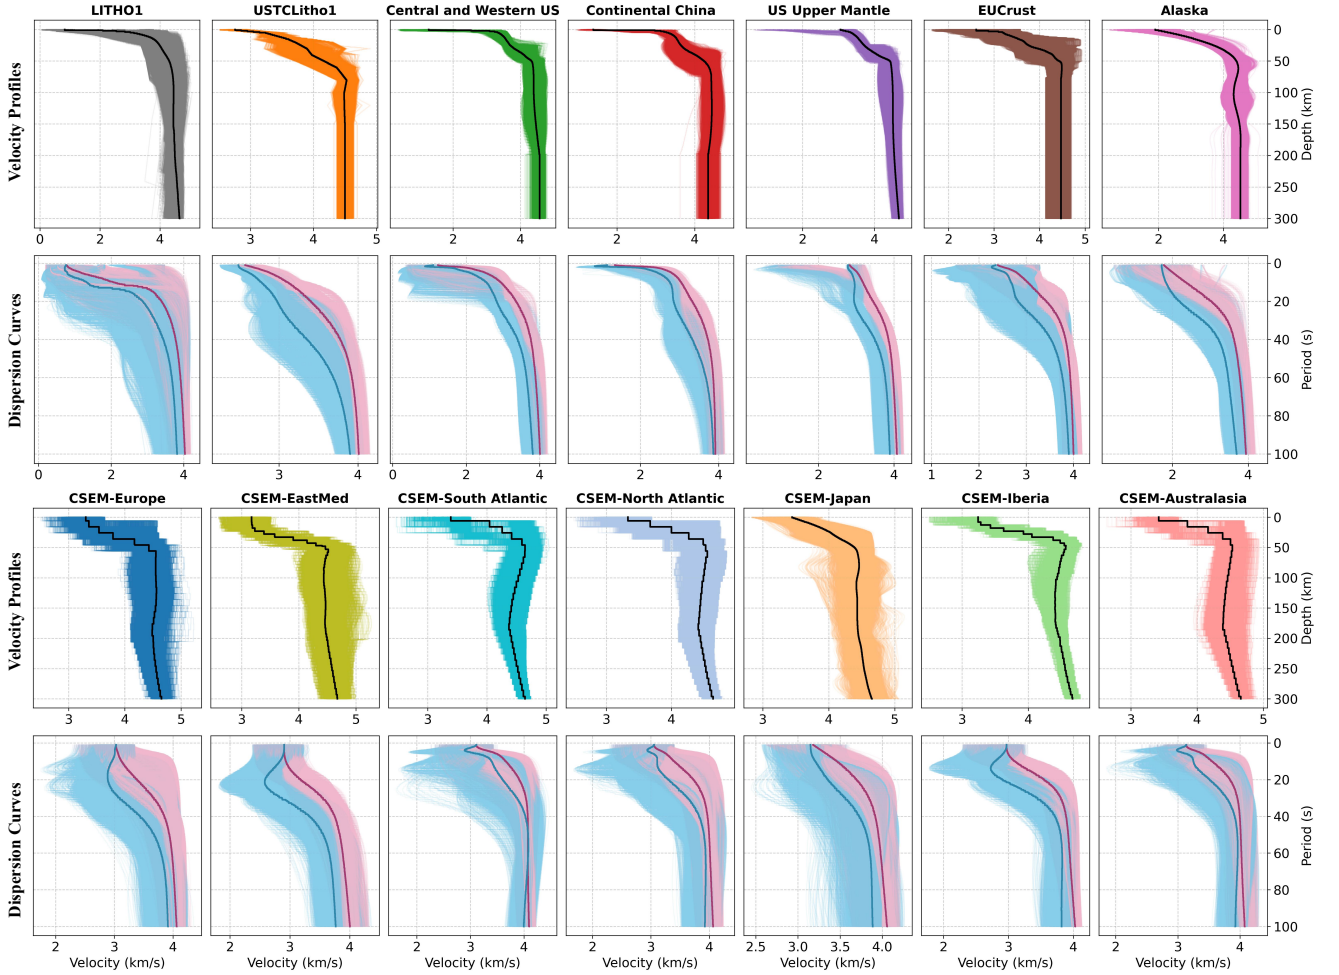 LITHO1 USTCLitho1 Central and Western US Continental China US Upper Mantle EUCrust Alaska
Velocity Profiles
0
50
100
150
200
250
300
Depth (km)
0 2 4 3 4 5 2 4 2 4 2 4 2 3 4 5 2 4
Dispersion Curves
0
20
40
60
80
100
Period (s)
0 2 4 3 4 0 2 4 2 4 2 4 1 2 3 4 2 4
CSEM-Europe CSEM-EastMed CSEM-South Atlantic CSEM-North Atlantic CSEM-Japan CSEM-Iberia CSEM-Australasia
Velocity Profiles
0
50
100
150
200
250
300
Depth (km)
3 4 5 3 4 5 3 4 5 3 4 3 4 5 3 4 3 4 5
Dispersion Curves
0
20
40
60
80
100
Period (s)
2 3 4 2 3 4 2 3 4 2 3 4 2.5 3.0 3.5 4.0 2 3 4 2 3 4
Velocity (km/s) Velocity (km/s) Velocity (km/s) Velocity (km/s) Velocity (km/s) Velocity (km/s) Velocity (km/s)